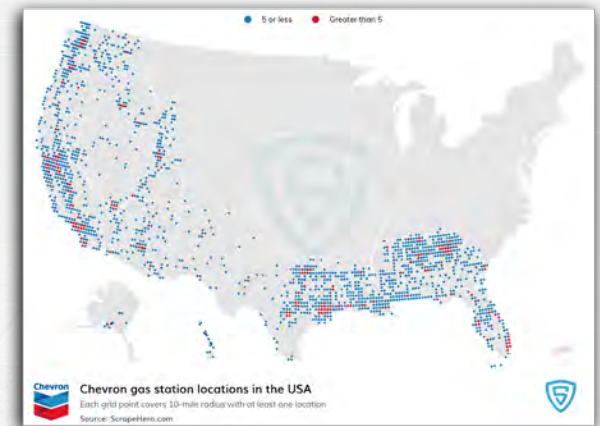 5 or less Greater than 5
Chevron
Chevron gas station locations in the USA
Each grid point covers 10-mile radius with at least one location
Source: ScrapeHero.com